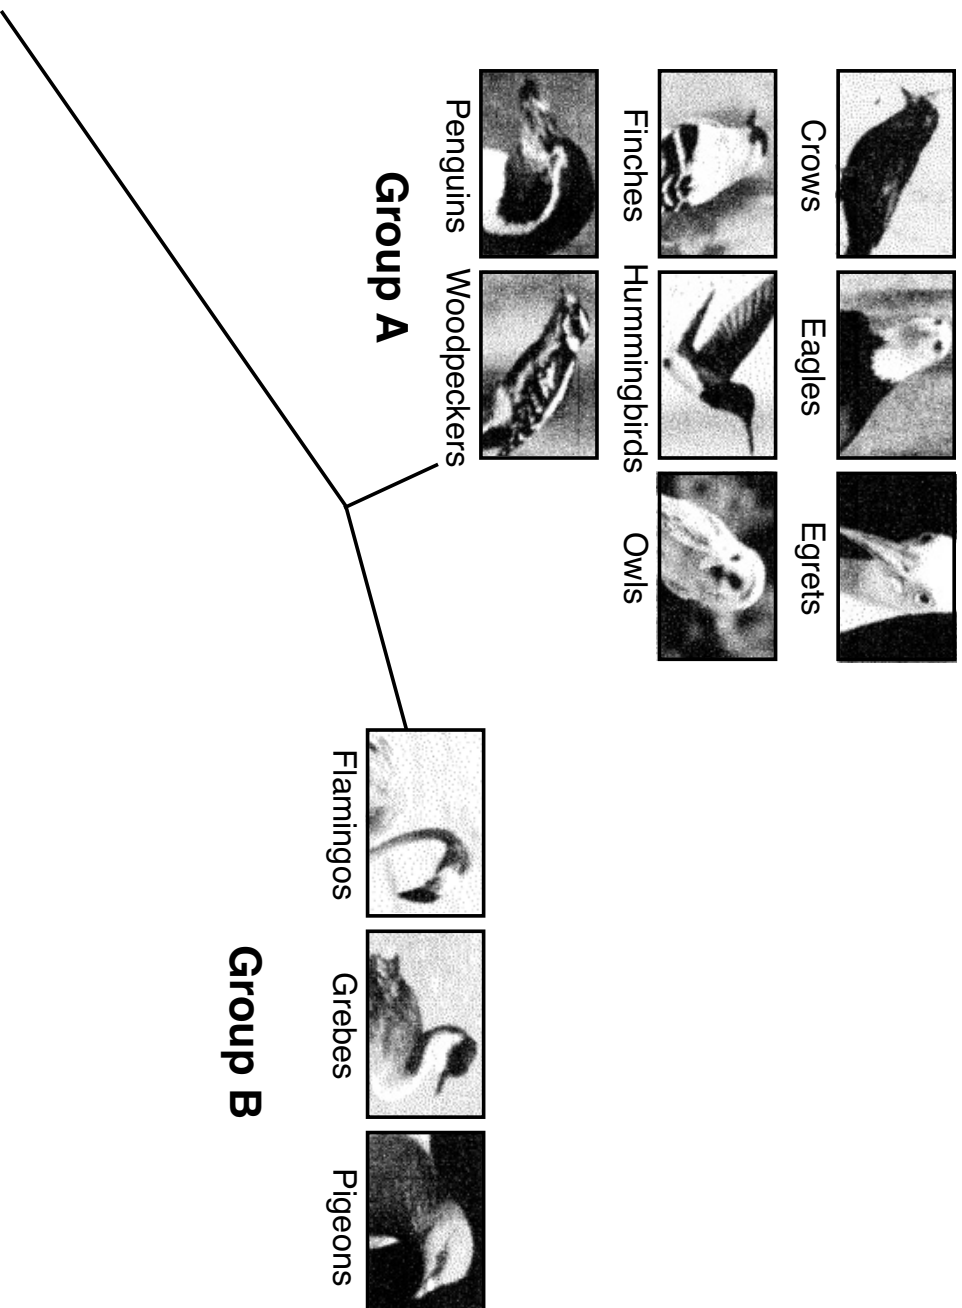 Crows
Eagles
Egrets
Finches
Hummingbirds
Owls
Penguins
Woodpeckers
Group A
Flamingos
Grebes
Pigeons
Group B